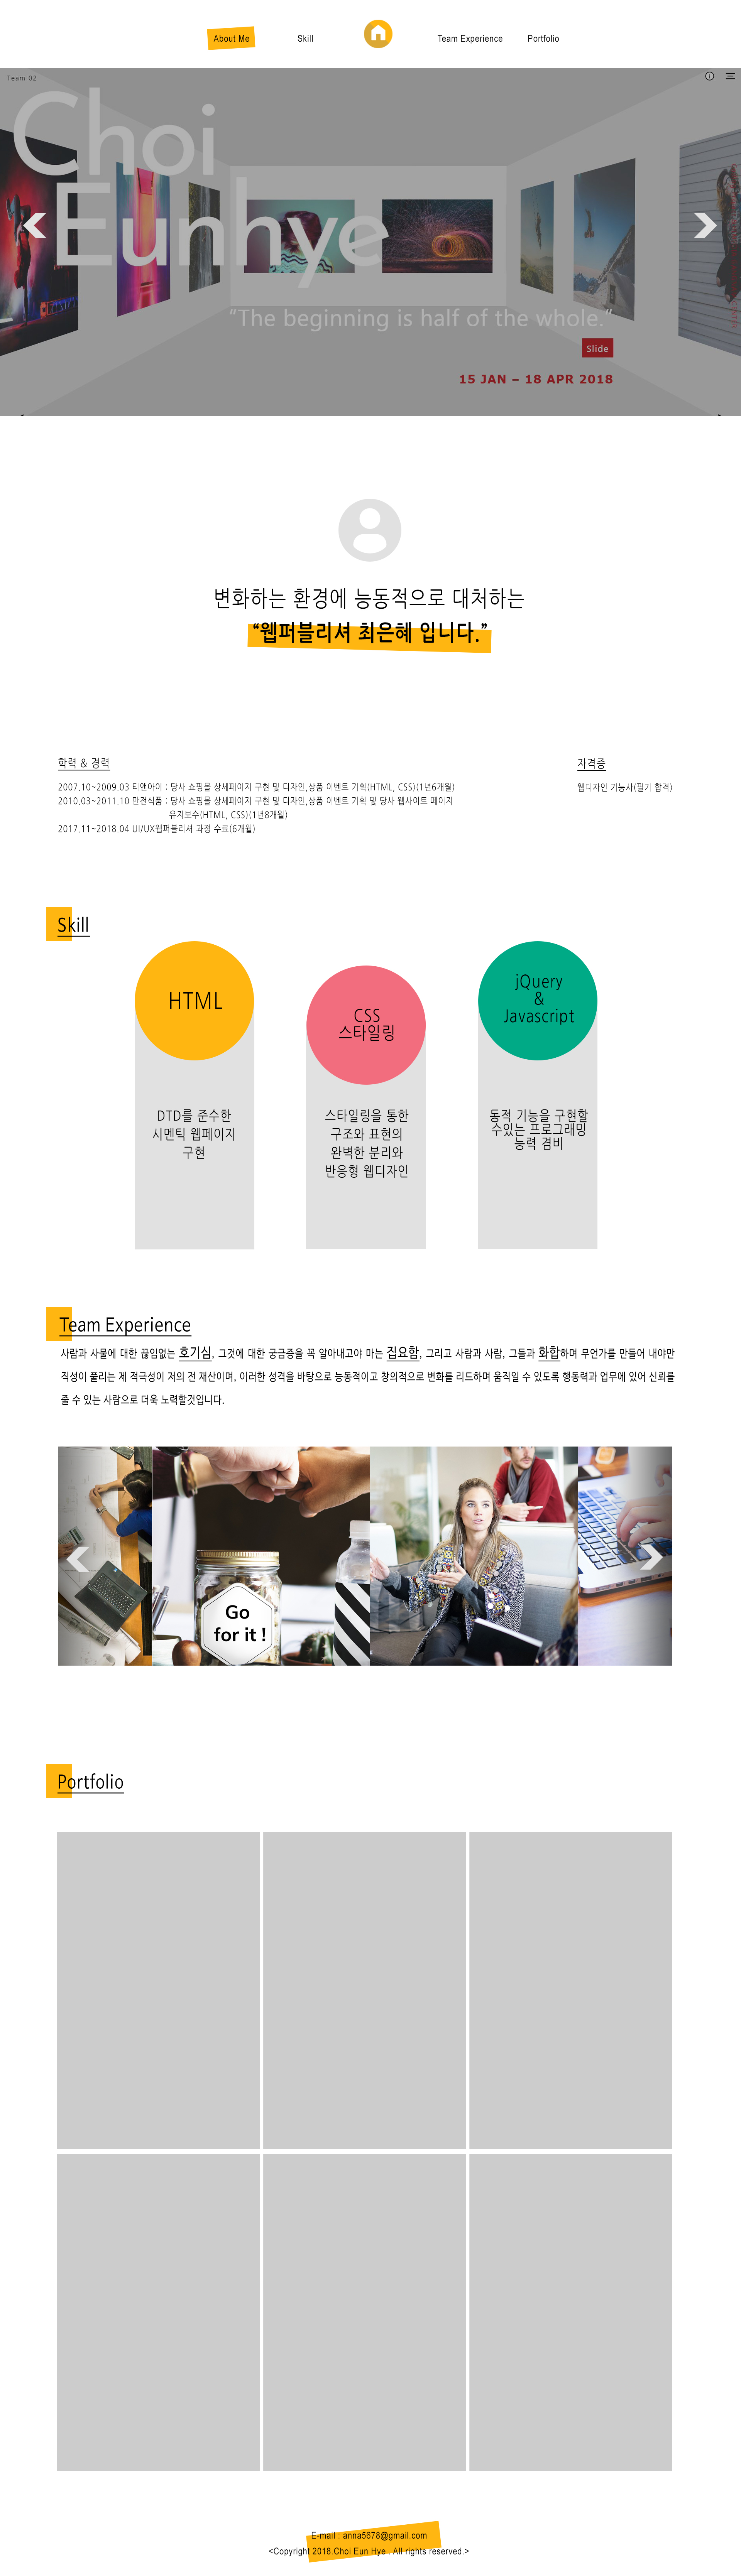 About Me
Skill
Team Experience
Portfolio
Team 02
Choi
Eunhye
“The beginning is half of the whole.”
Slide
15 JAN – 18 APR 2018
변화하는 환경에 능동적으로 대처하는
“웹퍼블리셔 최은혜 입니다.”
학력 & 경력
2007.10~2009.03 티앤아이 : 당사 쇼핑몰 상세페이지 구현 및 디자인,상품 이벤트 기획(HTML, CSS)(1년6개월)
2010.03~2011.10 만전식품 : 당사 쇼핑몰 상세페이지 구현 및 디자인,상품 이벤트 기획 및 당사 웹사이트 페이지
유지보수(HTML, CSS)(1년8개월)
2017.11~2018.04 UI/UX웹퍼블리셔 과정 수료(6개월)
자격증
웹디자인 기능사(필기 합격)
Skill
HTML
DTD를 준수한
시멘틱 웹페이지
구현
CSS
스타일링
스타일링을 통한
구조와 표현의
완벽한 분리와
반응형 웹디자인
jQuery
&
Javascript
동적 기능을 구현할
수있는 프로그래밍
능력 겸비
Team Experience
사람과 사물에 대한 끊임없는 호기심, 그것에 대한 궁금증을 꼭 알아내고야 마는 집요함, 그리고 사람과 사람, 그들과 화합하며 무언가를 만들어 내야만
직성이 풀리는 제 적극성이 저의 전 재산이며, 이러한 성격을 바탕으로 능동적이고 창의적으로 변화를 리드하며 움직일 수 있도록 행동력과 업무에 있어 신뢰를
줄 수 있는 사람으로 더욱 노력할것입니다.
Go
for it !
Portfolio
E-mail : anna5678@gmail.com
<Copyright 2018.Choi Eun Hye . All rights reserved.>